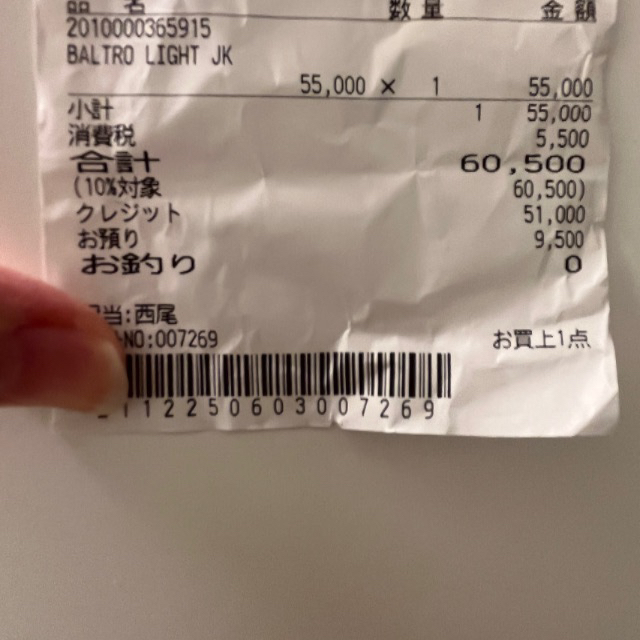 品 名 数量 金額
2010000365915
BALTRO LIGHT JK
55,000 × 1 55,000
小計 1 55,000
消費税 5,500
合計 60,500
(10%対象 60,500)
クレジット 51,000
お預り 9,500
お釣り 0
当:西尾
NO:007269 お買上1点
112250603007269